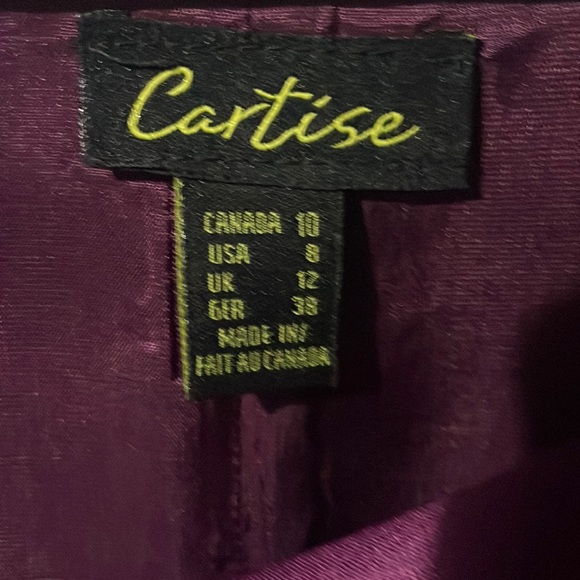 Cartise
CANADA 10
USA 8
UK 12
GER 38
MADE IN/
FAIT AU CANADA